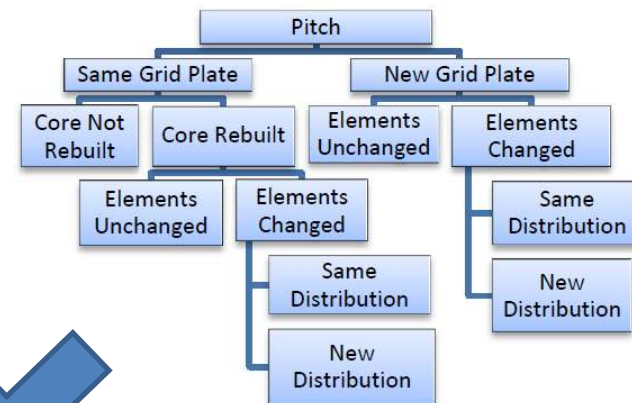 Pitch
Same Grid Plate
New Grid Plate
Core Not
Rebuilt
Core Rebuilt
Elements
Unchanged
Elements
Changed
Elements
Unchanged
Elements
Changed
Same
Distribution
New
Distribution
Same
Distribution
New
Distribution